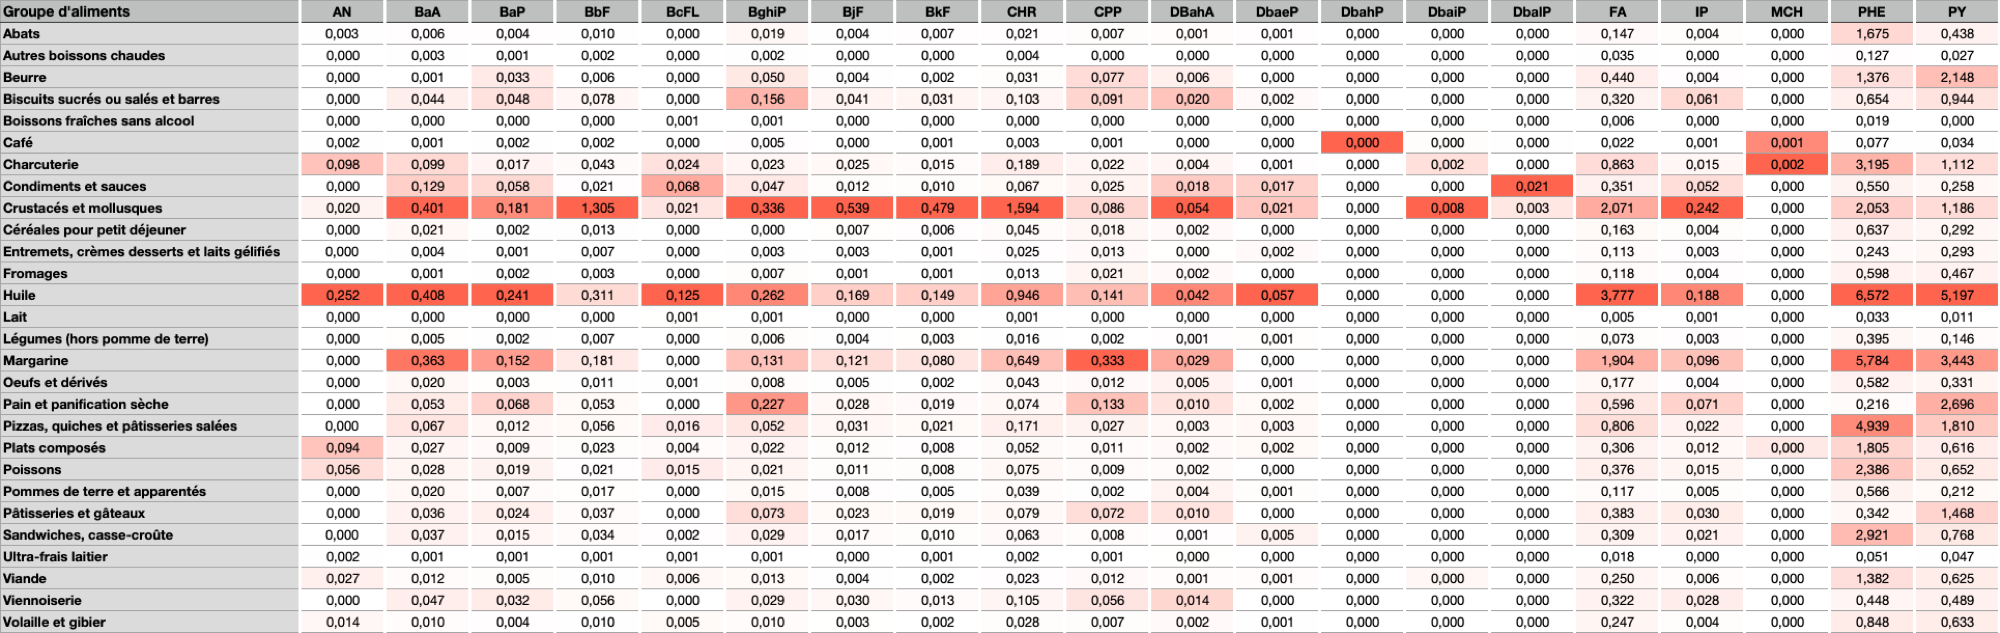 Groupe d'aliments AN BaA BaP BbF BcFL BghiP BjF BkF CHR CPP DBahA DbaeP DbahP DbaiP DbalP FA IP MCH PHE PY
Abats 0,003 0,006 0,004 0,010 0,000 0,019 0,004 0,007 0,021 0,007 0,001 0,001 0,000 0,000 0,000 0,147 0,004 0,000 1,675 0,438
Autres boissons chaudes 0,000 0,003 0,001 0,002 0,000 0,002 0,000 0,000 0,004 0,000 0,000 0,000 0,000 0,000 0,000 0,035 0,000 0,000 0,127 0,027
Beurre 0,000 0,001 0,033 0,006 0,000 0,050 0,004 0,002 0,031 0,077 0,006 0,000 0,000 0,000 0,000 0,440 0,004 0,000 1,376 2,148
Biscuits sucrés ou salés et barres 0,000 0,044 0,048 0,078 0,000 0,156 0,041 0,031 0,103 0,091 0,020 0,002 0,000 0,000 0,000 0,320 0,061 0,000 0,654 0,944
Boissons fraîches sans alcool 0,000 0,000 0,000 0,000 0,001 0,001 0,000 0,000 0,000 0,000 0,000 0,000 0,000 0,000 0,000 0,006 0,000 0,000 0,019 0,000
Café 0,002 0,001 0,002 0,002 0,000 0,005 0,000 0,001 0,003 0,001 0,000 0,000 0,000 0,000 0,000 0,022 0,001 0,001 0,077 0,034
Charcuterie 0,098 0,099 0,017 0,043 0,024 0,023 0,025 0,015 0,189 0,022 0,004 0,001 0,000 0,002 0,000 0,863 0,015 0,002 3,195 1,112
Condiments et sauces 0,000 0,129 0,058 0,021 0,068 0,047 0,012 0,010 0,067 0,025 0,018 0,017 0,000 0,000 0,021 0,351 0,052 0,000 0,550 0,258
Crustacés et mollusques 0,020 0,401 0,181 1,305 0,021 0,336 0,539 0,479 1,594 0,086 0,054 0,021 0,000 0,008 0,003 2,071 0,242 0,000 2,053 1,186
Céréales pour petit déjeuner 0,000 0,021 0,002 0,013 0,000 0,000 0,007 0,006 0,045 0,018 0,002 0,000 0,000 0,000 0,000 0,163 0,004 0,000 0,637 0,292
Entremets, crèmes desserts et laits gélifiés 0,000 0,004 0,001 0,007 0,000 0,003 0,003 0,001 0,025 0,013 0,000 0,002 0,000 0,000 0,000 0,113 0,003 0,000 0,243 0,293
Fromages 0,000 0,001 0,002 0,003 0,000 0,007 0,001 0,001 0,013 0,021 0,002 0,000 0,000 0,000 0,000 0,118 0,004 0,000 0,598 0,467
Huile 0,252 0,408 0,241 0,311 0,125 0,262 0,169 0,149 0,946 0,141 0,042 0,057 0,000 0,000 0,000 3,777 0,188 0,000 6,572 5,197
Lait 0,000 0,000 0,000 0,000 0,001 0,001 0,000 0,000 0,001 0,000 0,000 0,000 0,000 0,000 0,000 0,005 0,001 0,000 0,033 0,011
Légumes (hors pomme de terre) 0,000 0,005 0,002 0,007 0,000 0,006 0,004 0,003 0,016 0,002 0,001 0,001 0,000 0,000 0,000 0,073 0,003 0,000 0,395 0,146
Margarine 0,000 0,363 0,152 0,181 0,000 0,131 0,121 0,080 0,649 0,333 0,029 0,000 0,000 0,000 0,000 1,904 0,096 0,000 5,784 3,443
Oeufs et dérivés 0,000 0,020 0,003 0,011 0,001 0,008 0,005 0,002 0,043 0,012 0,005 0,001 0,000 0,000 0,000 0,177 0,004 0,000 0,582 0,331
Pain et panification sèche 0,000 0,053 0,068 0,053 0,000 0,227 0,028 0,019 0,074 0,133 0,010 0,002 0,000 0,000 0,000 0,596 0,071 0,000 0,216 2,696
Pizzas, quiches et pâtisseries salées 0,000 0,067 0,012 0,056 0,016 0,052 0,031 0,021 0,171 0,027 0,003 0,003 0,000 0,000 0,000 0,806 0,022 0,000 4,939 1,810
Plats composés 0,094 0,027 0,009 0,023 0,004 0,022 0,012 0,008 0,052 0,011 0,002 0,002 0,000 0,000 0,000 0,306 0,012 0,000 1,805 0,616
Poissons 0,056 0,028 0,019 0,021 0,015 0,021 0,011 0,008 0,075 0,009 0,002 0,002 0,000 0,000 0,000 0,376 0,015 0,000 2,386 0,652
Pommes de terre et apparentés 0,000 0,020 0,007 0,017 0,000 0,015 0,008 0,005 0,039 0,002 0,004 0,001 0,000 0,000 0,000 0,117 0,005 0,000 0,566 0,212
Pâtisseries et gâteaux 0,000 0,036 0,024 0,037 0,000 0,073 0,023 0,019 0,079 0,072 0,010 0,000 0,000 0,000 0,000 0,383 0,030 0,000 0,342 1,468
Sandwiches, casse-croûte 0,000 0,037 0,015 0,034 0,002 0,029 0,017 0,010 0,063 0,008 0,001 0,005 0,000 0,000 0,000 0,309 0,021 0,000 2,921 0,768
Ultra-frais laitier 0,002 0,001 0,001 0,001 0,001 0,001 0,000 0,001 0,002 0,001 0,000 0,000 0,000 0,000 0,000 0,018 0,000 0,000 0,051 0,047
Viande 0,027 0,012 0,005 0,010 0,006 0,013 0,004 0,002 0,023 0,012 0,001 0,001 0,000 0,000 0,000 0,250 0,006 0,000 1,382 0,625
Viennoiserie 0,000 0,047 0,032 0,056 0,000 0,029 0,030 0,013 0,105 0,056 0,014 0,000 0,000 0,000 0,000 0,322 0,028 0,000 0,448 0,489
Volaille et gibier 0,014 0,010 0,004 0,010 0,005 0,010 0,003 0,002 0,028 0,007 0,002 0,001 0,000 0,000 0,000 0,247 0,004 0,000 0,848 0,633